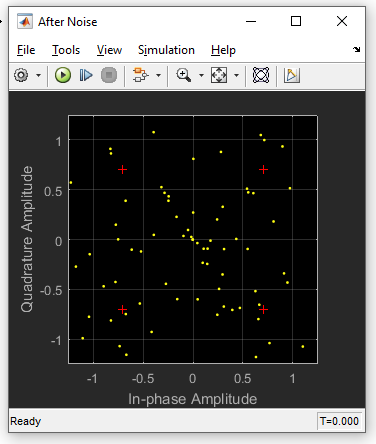 After Noise
File Tools View Simulation Help
Quadrature Amplitude
1
0.5
0
-0.5
-1
-1 -0.5 0 0.5 1
In-phase Amplitude
Ready T=0.000